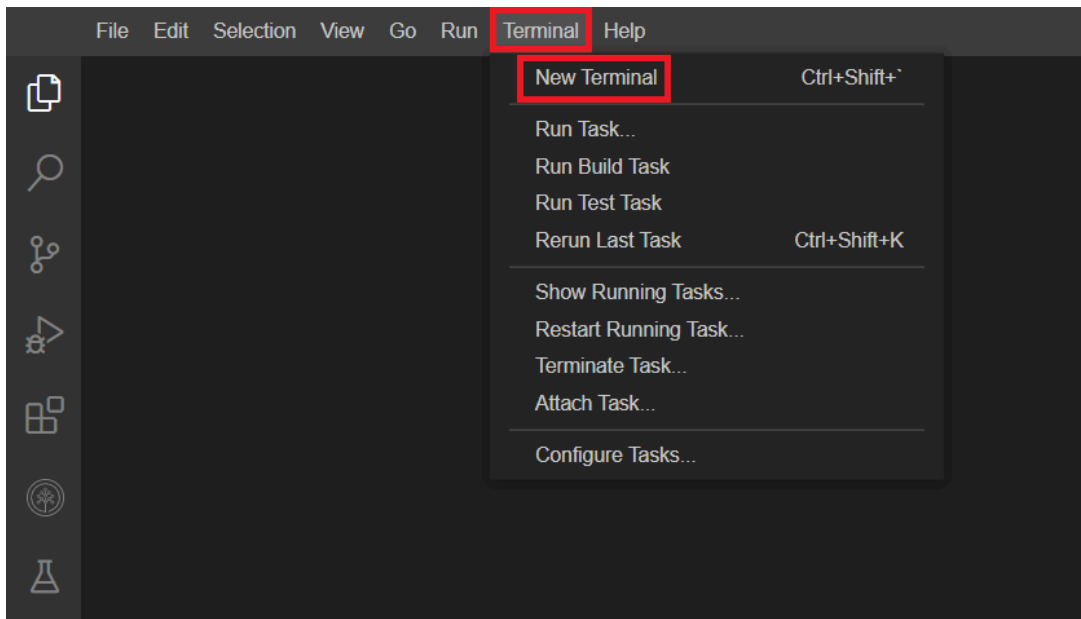 File Edit Selection View Go Run Terminal Help
New Terminal Ctrl+Shift+`
Run Task...
Run Build Task
Run Test Task
Rerun Last Task Ctrl+Shift+K
Show Running Tasks...
Restart Running Task...
Terminate Task...
Attach Task...
Configure Tasks...